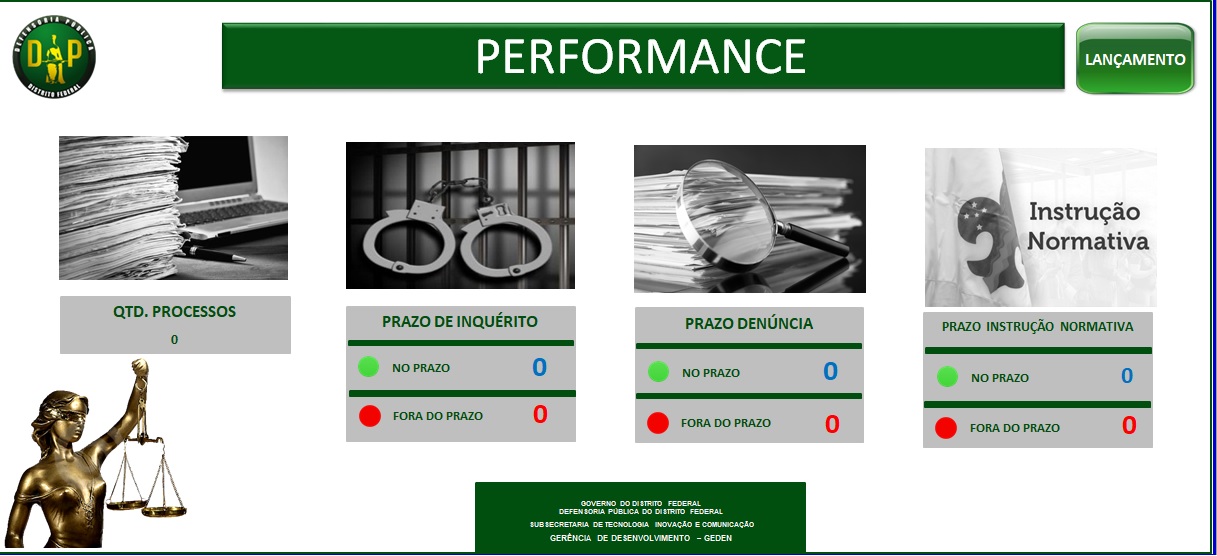 DEFENSORIA PÚBLICA
DP
DISTRITO FEDERAL
PERFORMANCE
LANÇAMENTO
Instrução
Normativa
QTD. PROCESSOS
0
PRAZO DE INQUÉRITO
NO PRAZO 0
FORA DO PRAZO 0
PRAZO DENÚNCIA
NO PRAZO 0
FORA DO PRAZO 0
PRAZO INSTRUÇÃO NORMATIVA
NO PRAZO 0
FORA DO PRAZO 0
GOVERNO DO DISTRITO FEDERAL
DEFENSORIA PÚBLICA DO DISTRITO FEDERAL
SUBSECRETARIA DE TECNOLOGIA INOVAÇÃO E COMUNICAÇÃO
GERÊNCIA DE DESENVOLVIMENTO – GEDEN